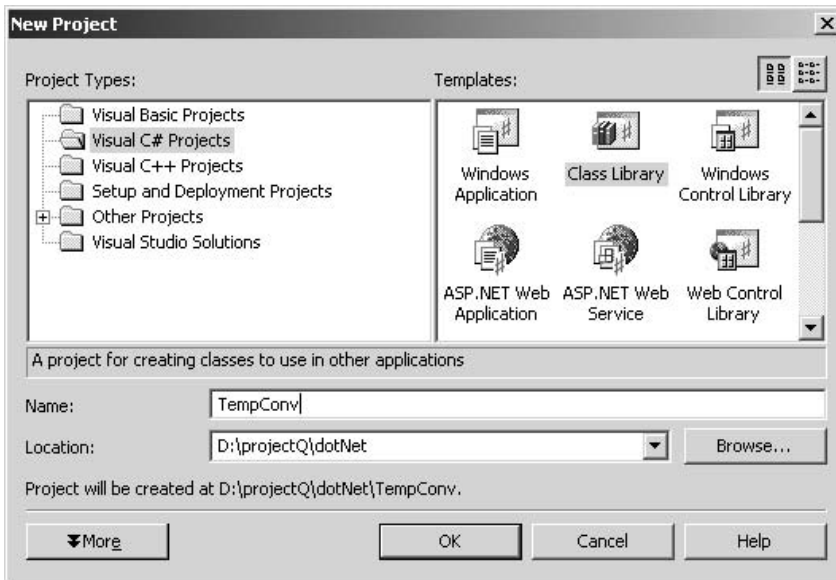 New Project
Project Types:
Templates:
Visual Basic Projects
Visual C# Projects
Visual C++ Projects
Setup and Deployment Projects
Other Projects
Visual Studio Solutions
Windows
Application
Class Library
Windows
Control Library
ASP.NET Web
Application
ASP.NET Web
Service
Web Control
Library
A project for creating classes to use in other applications
Name:
TempConv
Location:
D:\projectQ\dotNet
Browse...
Project will be created at D:\projectQ\dotNet\TempConv.
More
OK
Cancel
Help